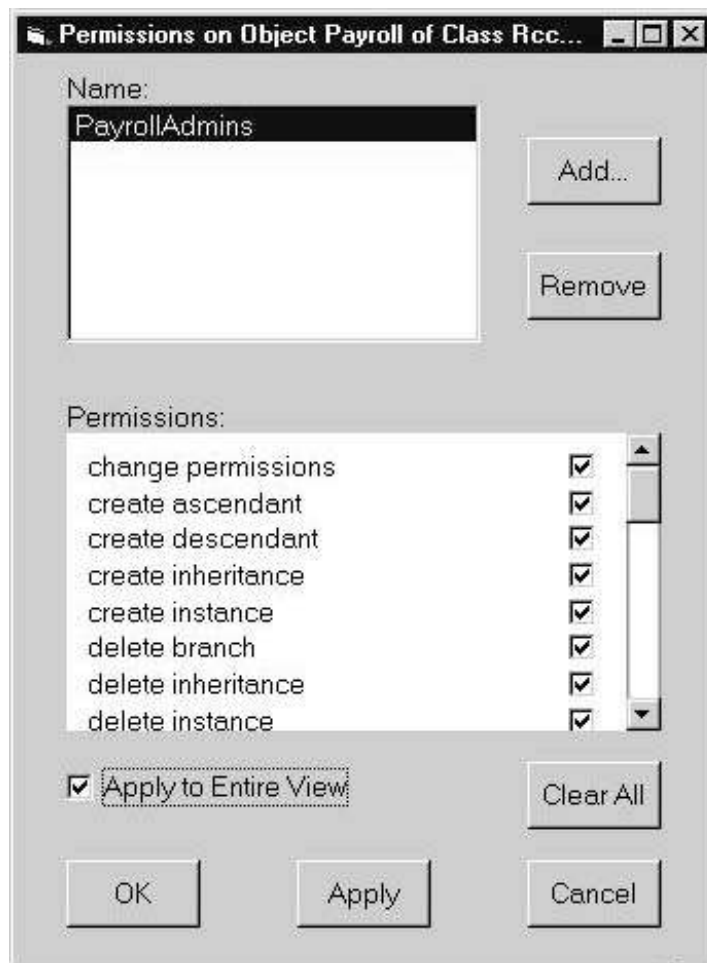 Permissions on Object Payroll of Class Rcc...
Name:
PayrollAdmins
Add...
Remove
Permissions:
change permissions
create ascendant
create descendant
create inheritance
create instance
delete branch
delete inheritance
delete instance
Apply to Entire View
Clear All
OK
Apply
Cancel